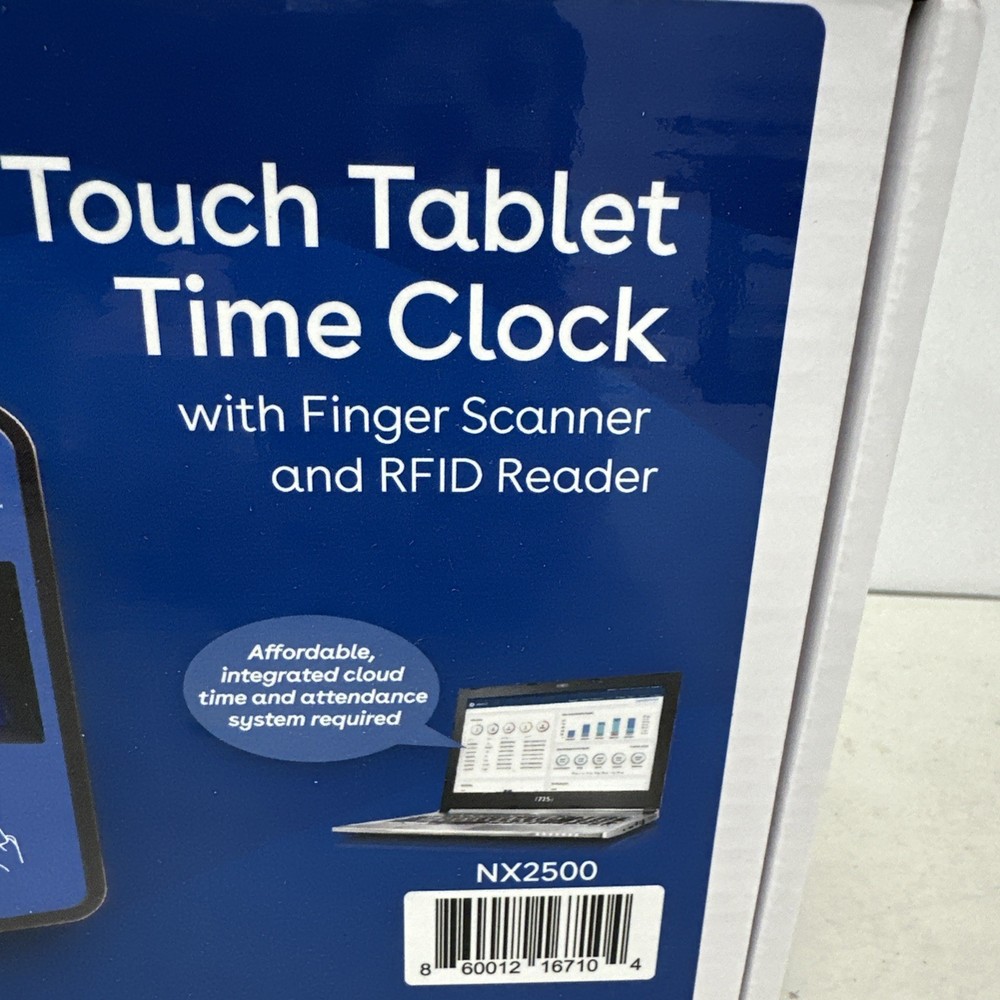 Touch Tablet
Time Clock
with Finger Scanner
and RFID Reader
Affordable,
integrated cloud
time and attendance
system required
NX2500
8 60012 16710 4